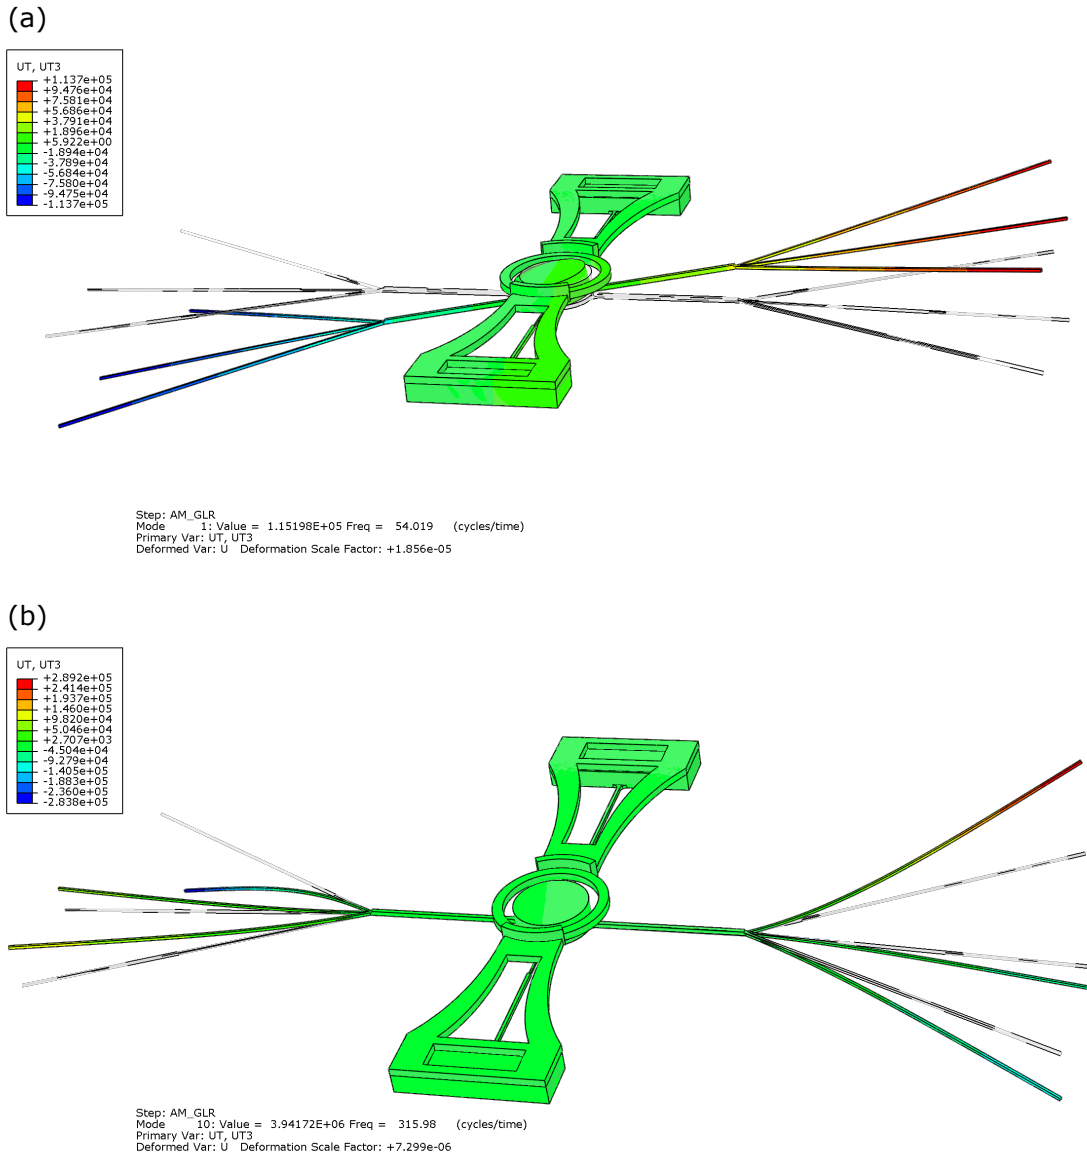 (a)
UT, UT3
+1.137e+05
+9.476e+04
+7.581e+04
+5.686e+04
+3.791e+04
+1.896e+04
+5.922e+00
-1.894e+04
-3.789e+04
-5.684e+04
-7.580e+04
-9.475e+04
-1.137e+05
Step: AM_GLR
Mode 1: Value = 1.15198E+05 Freq = 54.019 (cycles/time)
Primary Var: UT, UT3
Deformed Var: U Deformation Scale Factor: +1.856e-05
(b)
UT, UT3
+2.892e+05
+2.414e+05
+1.937e+05
+1.460e+05
+9.820e+04
+5.046e+04
+2.707e+03
-4.504e+04
-9.279e+04
-1.405e+05
-1.883e+05
-2.360e+05
-2.838e+05
Step: AM_GLR
Mode 10: Value = 3.94172E+06 Freq = 315.98 (cycles/time)
Primary Var: UT, UT3
Deformed Var: U Deformation Scale Factor: +7.299e-06